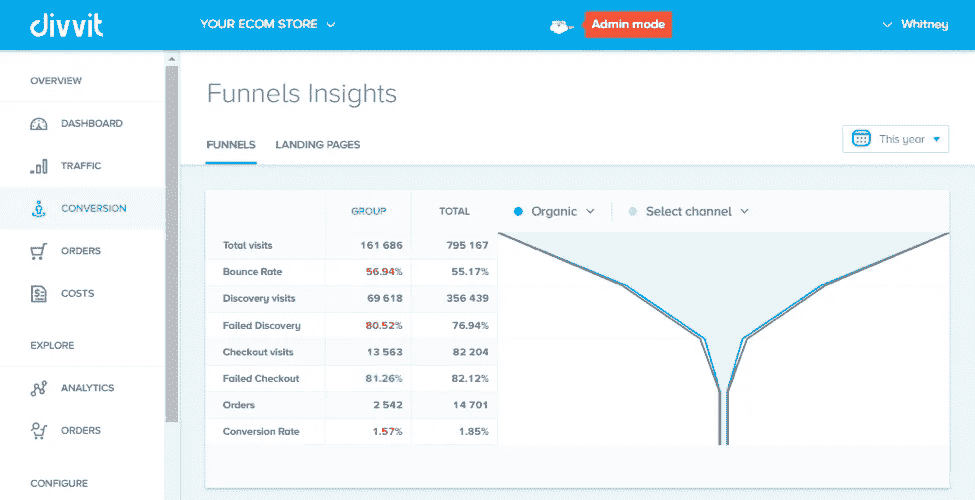 divvit YOUR ECOM STORE Admin mode Whitney
OVERVIEW
DASHBOARD
TRAFFIC
CONVERSION
ORDERS
COSTS
EXPLORE
ANALYTICS
ORDERS
CONFIGURE
Funnels Insights
FUNNELS LANDING PAGES This year
GROUP TOTAL Organic Select channel
Total visits 161 686 795 167
Bounce Rate 56.94% 55.17%
Discovery visits 69 618 356 439
Failed Discovery 80.52% 76.94%
Checkout visits 13 563 82 204
Failed Checkout 81.26% 82.12%
Orders 2 542 14 701
Conversion Rate 1.57% 1.85%